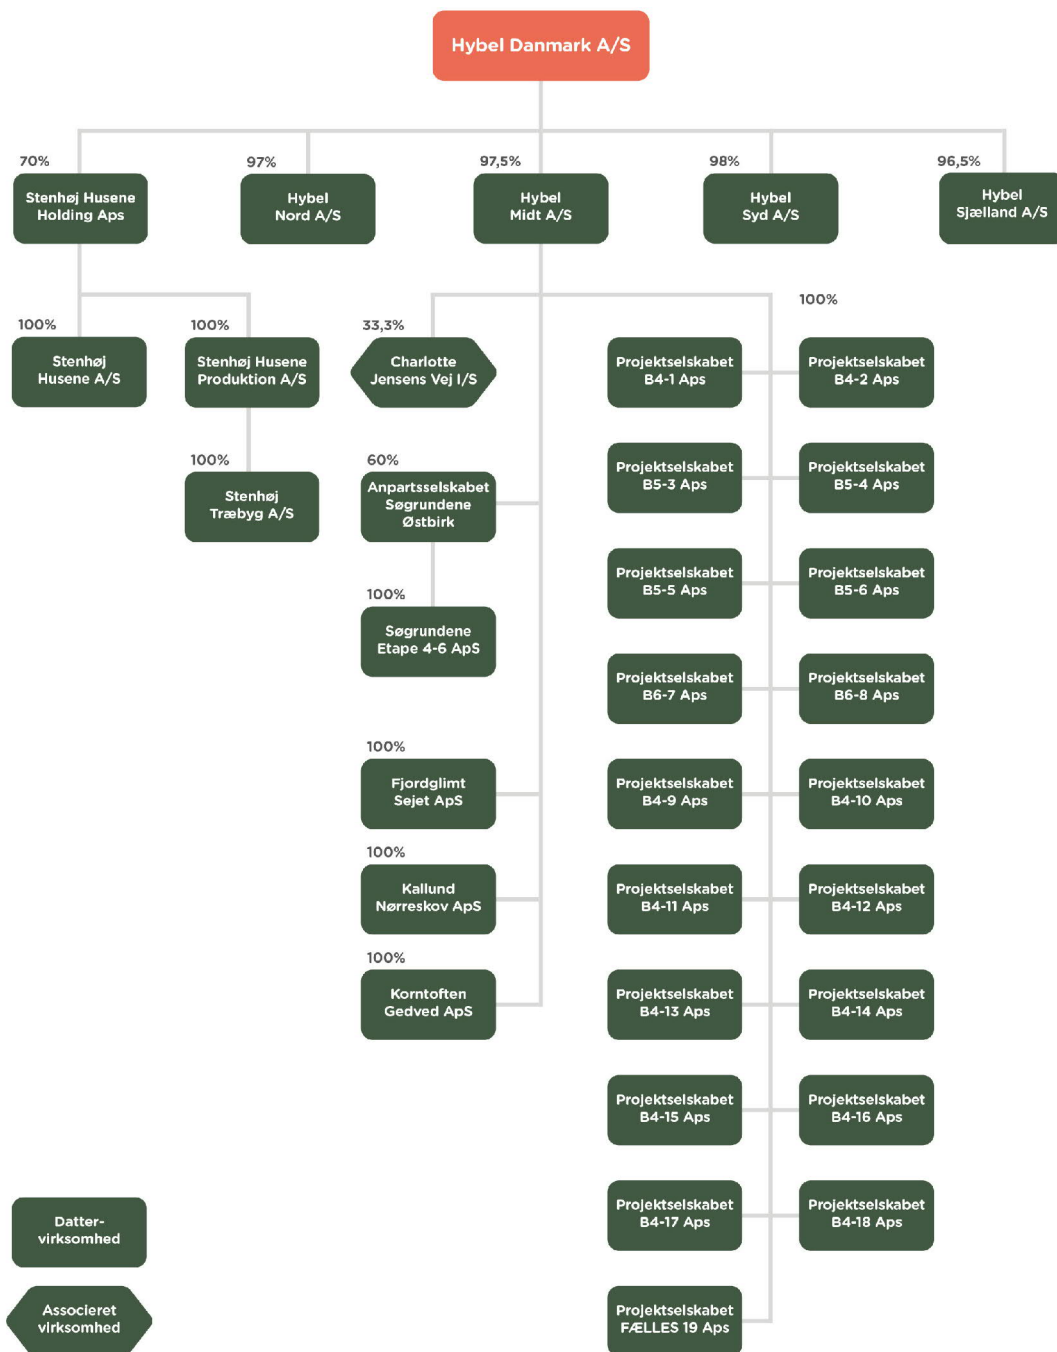 Hybel Danmark A/S
70%
Stenhøj Husene
Holding Aps
97%
Hybel
Nord A/S
97,5%
Hybel
Midt A/S
98%
Hybel
Syd A/S
96,5%
Hybel
Sjælland A/S
100%
Stenhøj
Husene A/S
100%
Stenhøj Husene
Produktion A/S
100%
Stenhøj
Træbyg A/S
33,3%
Charlotte
Jensens Vej I/S
60%
Anpartsselskabet
Søgrundene
Østbirk
100%
Søgrundene
Etape 4-6 ApS
100%
Fjordglimt
Sejet ApS
100%
Kallund
Nørreskov ApS
100%
Korntoften
Gedved ApS
100%
Projektselskabet
B4-1 Aps
Projektselskabet
B4-2 Aps
Projektselskabet
B5-3 Aps
Projektselskabet
B5-4 Aps
Projektselskabet
B5-5 Aps
Projektselskabet
B5-6 Aps
Projektselskabet
B6-7 Aps
Projektselskabet
B6-8 Aps
Projektselskabet
B4-9 Aps
Projektselskabet
B4-10 Aps
Projektselskabet
B4-11 Aps
Projektselskabet
B4-12 Aps
Projektselskabet
B4-13 Aps
Projektselskabet
B4-14 Aps
Projektselskabet
B4-15 Aps
Projektselskabet
B4-16 Aps
Projektselskabet
B4-17 Aps
Projektselskabet
B4-18 Aps
Projektselskabet
FÆLLES 19 Aps
Datter-
virksomhed
Associeret
virksomhed